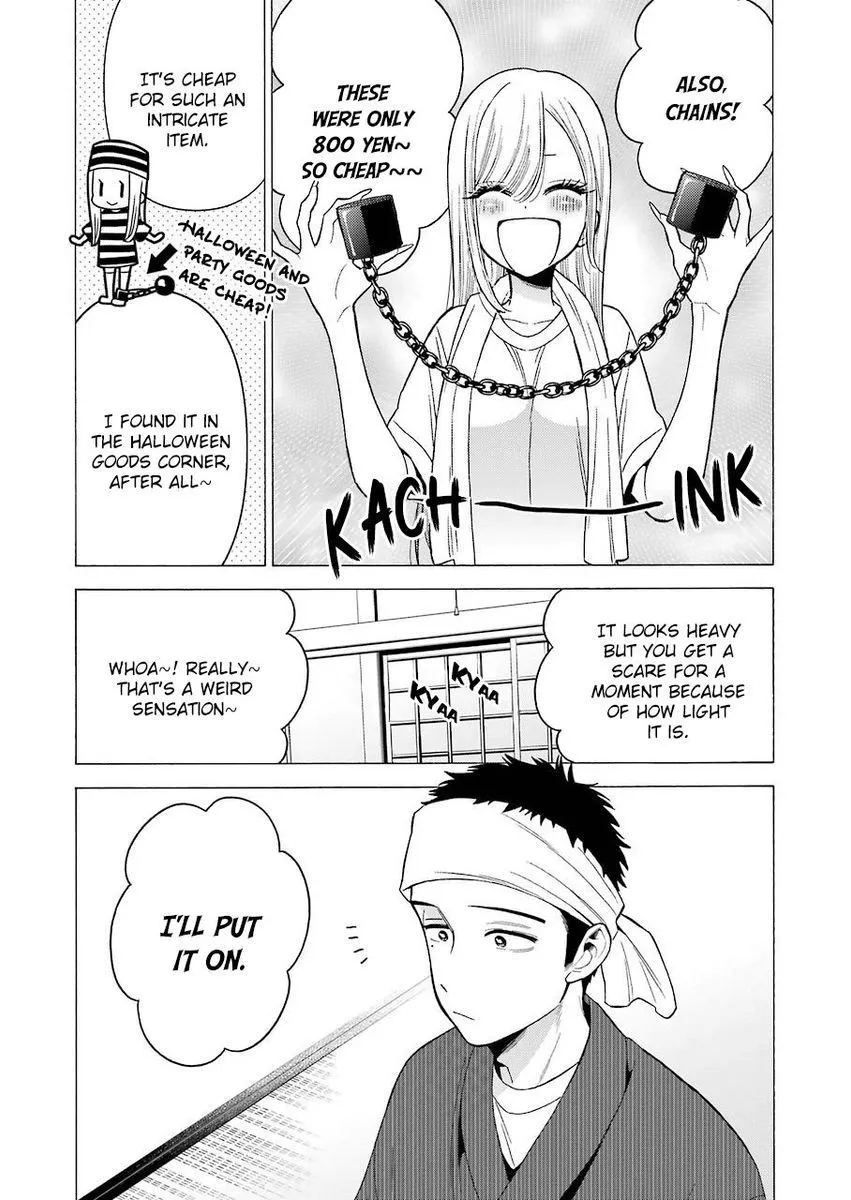 ALSO,
CHAINS!
THESE
WERE ONLY
800 YEN~
SO CHEAP~~
KACH INK
IT'S CHEAP
FOR SUCH AN
INTRICATE
ITEM.
HALLOWEEN AND
PARTY GOODS
ARE CHEAP!
I FOUND IT IN
THE HALLOWEEN
GOODS CORNER,
AFTER ALL~
IT LOOKS HEAVY
BUT YOU GET A
SCARE FOR A
MOMENT BECAUSE
OF HOW LIGHT
IT IS.
KYAA
KYAA
WHOA~! REALLY~
THAT'S A WEIRD
SENSATION~
I'LL PUT
IT ON.